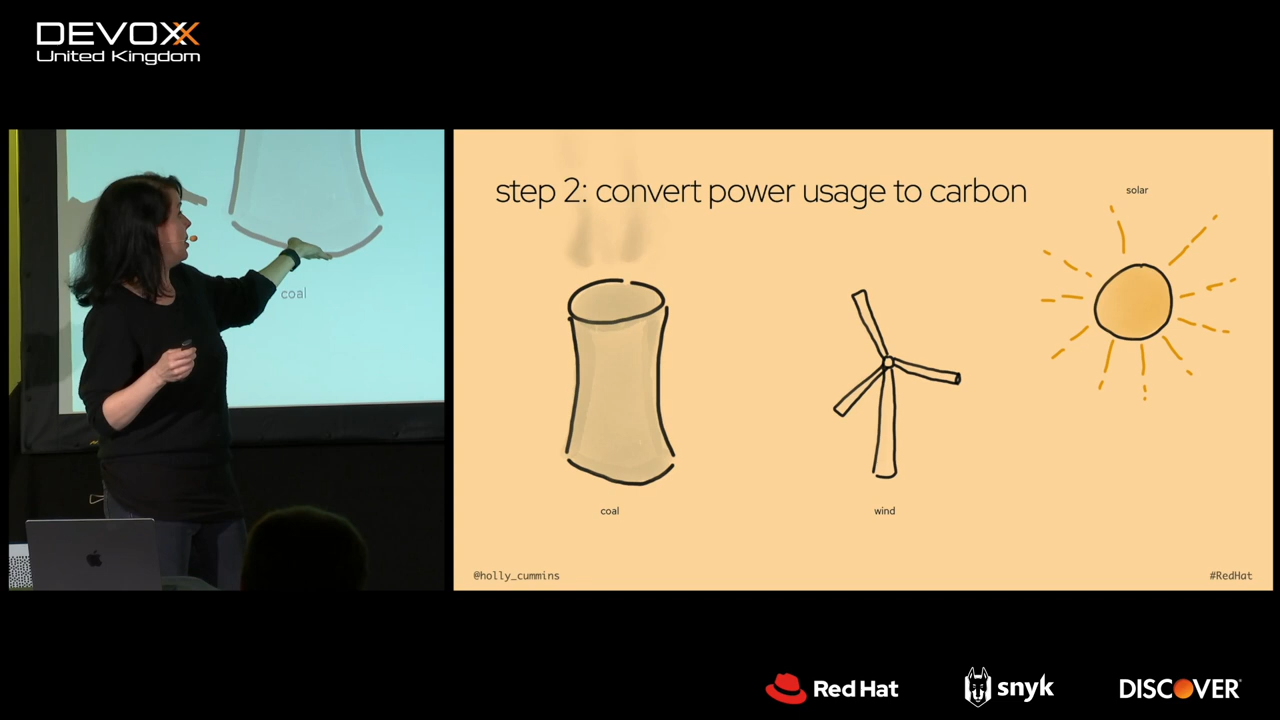 DEVOXX
United Kingdom
coal
step 2: convert power usage to carbon
solar
coal
wind
@holly_cummins
#RedHat
Red Hat
snyk
DISCOVER